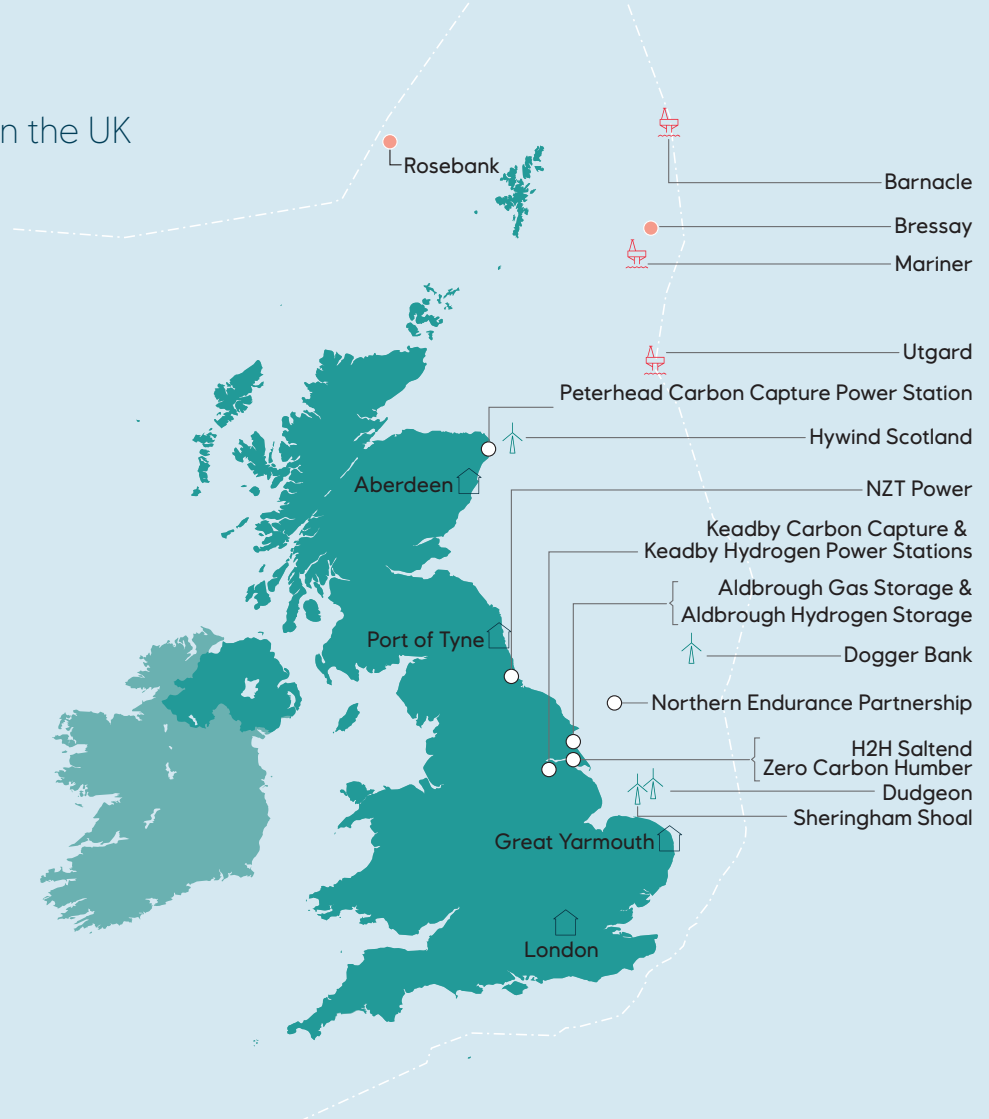 n the UK
Rosebank
Barnacle
Bressay
Mariner
Utgard
Peterhead Carbon Capture Power Station
Hywind Scotland
Aberdeen
NZT Power
Keadby Carbon Capture &
Keadby Hydrogen Power Stations
Aldbrough Gas Storage &
Aldbrough Hydrogen Storage
Port of Tyne
Dogger Bank
Northern Endurance Partnership
H2H Saltend
Zero Carbon Humber
Dudgeon
Sheringham Shoal
Great Yarmouth
London